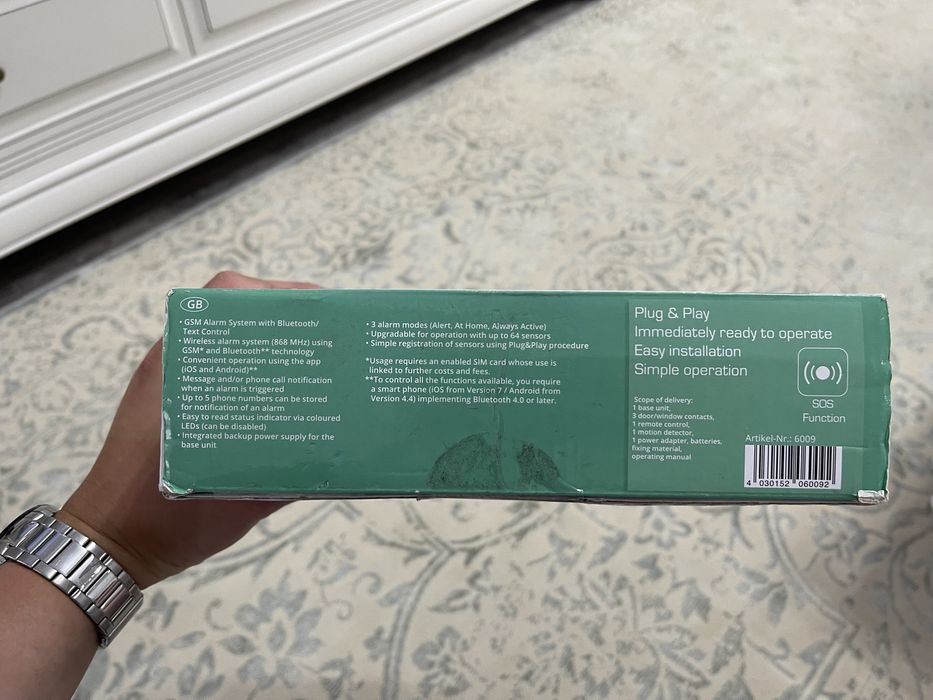 GB
• GSM Alarm System with Bluetooth/
Text Control
• Wireless alarm system (868 MHz) using
GSM* and Bluetooth** technology
• Convenient operation using the app
(iOS and Android)**
• Message and/or phone call notification
when an alarm is triggered
• Up to 5 phone numbers can be stored
for notification of an alarm
• Easy to read status indicator via coloured
LEDs (can be disabled)
• Integrated backup power supply for the
base unit
• 3 alarm modes (Alert, At Home, Always Active)
• Upgradable for operation with up to 64 sensors
• Simple registration of sensors using Plug&Play procedure
*Usage requires an enabled SIM card whose use is
linked to further costs and fees.
**To control all the functions available, you require
a smart phone (iOS from Version 7 / Android from
Version 4.4) implementing Bluetooth 4.0 or later.
Plug & Play
Immediately ready to operate
Easy installation
Simple operation
SOS
Function
Scope of delivery:
1 base unit,
3 door/window contacts,
1 remote control,
1 motion detector,
1 power adapter, batteries,
fixing material,
operating manual
Artikel-Nr.: 6009
4 030152 060092